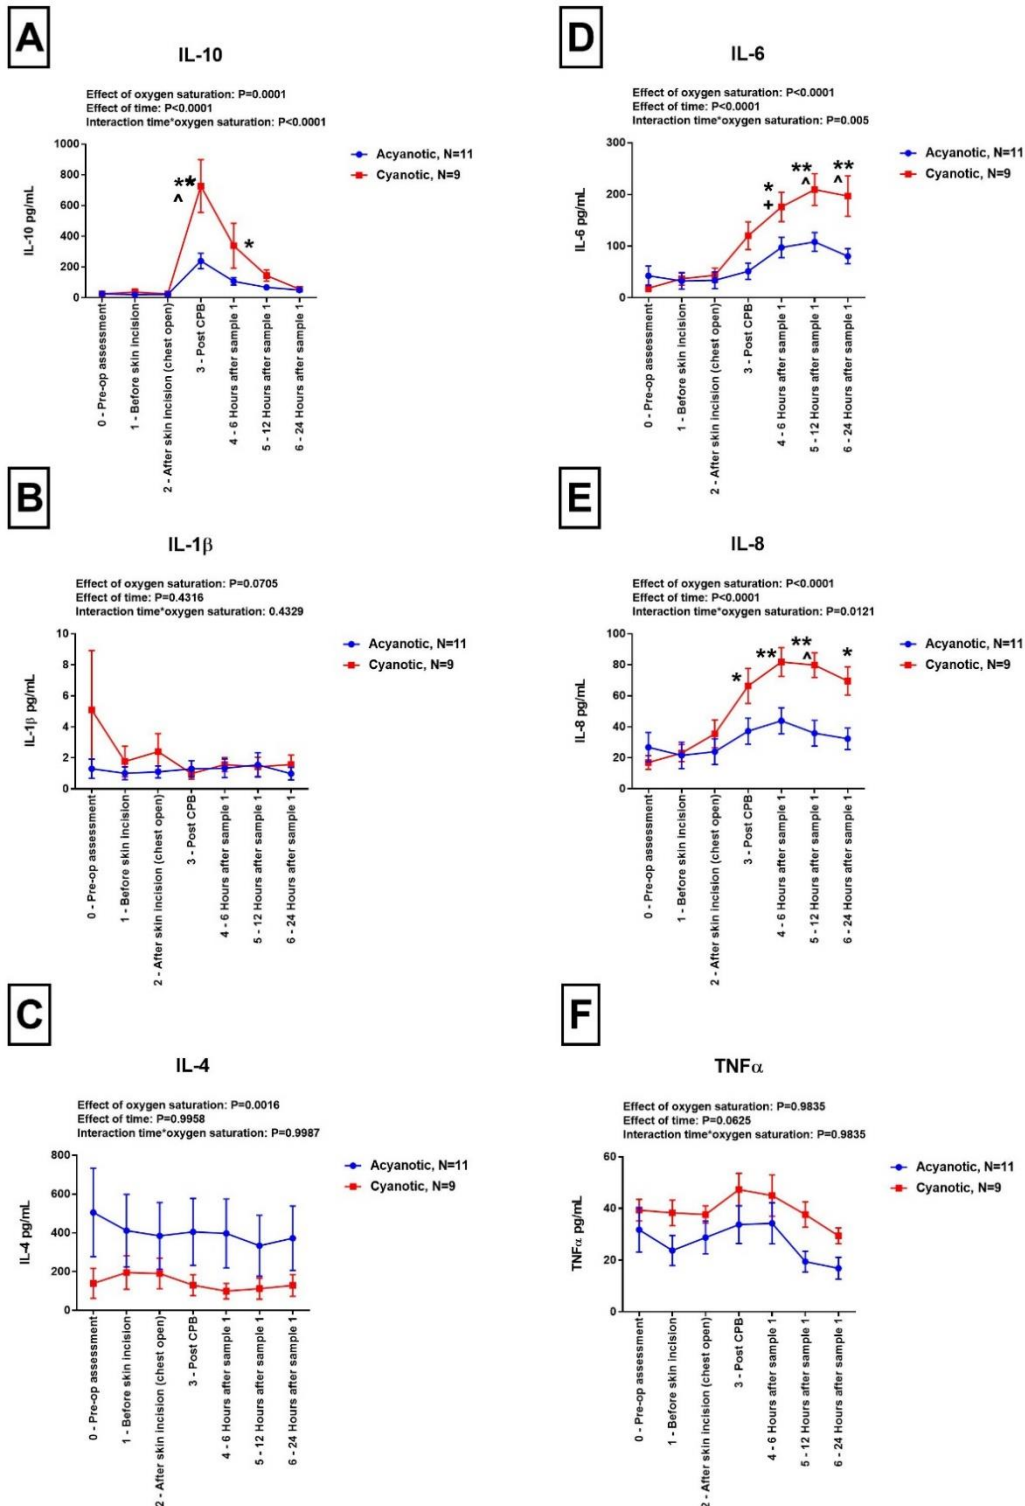 A
IL-10
Effect of oxygen saturation: P=0.0001
Effect of time: P<0.0001
Interaction time*oxygen saturation: P<0.0001
1000
800
600
400
200
0
IL-10 pg/mL
***
^
*
Acyanotic, N=11
Cyanotic, N=9
0 - Pre-op assessment
1 - Before skin incision
2 - After skin incision (chest open)
3 - Post CPB
4 - 6 Hours after sample 1
5 - 12 Hours after sample 1
6 - 24 Hours after sample 1
B
IL-1β
Effect of oxygen saturation: P=0.0705
Effect of time: P=0.4316
Interaction time*oxygen saturation: 0.4329
10
8
6
4
2
0
IL-1β pg/mL
Acyanotic, N=11
Cyanotic, N=9
0 - Pre-op assessment
1 - Before skin incision
2 - After skin incision (chest open)
3 - Post CPB
4 - 6 Hours after sample 1
5 - 12 Hours after sample 1
6 - 24 Hours after sample 1
C
IL-4
Effect of oxygen saturation: P=0.0016
Effect of time: P=0.9958
Interaction time*oxygen saturation: P=0.9987
800
600
400
200
0
IL-4 pg/mL
Acyanotic, N=11
Cyanotic, N=9
0 - Pre-op assessment
1 - Before skin incision
2 - After skin incision (chest open)
3 - Post CPB
4 - 6 Hours after sample 1
5 - 12 Hours after sample 1
6 - 24 Hours after sample 1
D
IL-6
Effect of oxygen saturation: P<0.0001
Effect of time: P<0.0001
Interaction time*oxygen saturation: P=0.005
300
200
100
0
IL-6 pg/mL
*
+
**
^
**
^
Acyanotic, N=11
Cyanotic, N=9
0 - Pre-op assessment
1 - Before skin incision
2 - After skin incision (chest open)
3 - Post CPB
4 - 6 Hours after sample 1
5 - 12 Hours after sample 1
6 - 24 Hours after sample 1
E
IL-8
Effect of oxygen saturation: P<0.0001
Effect of time: P<0.0001
Interaction time*oxygen saturation: P=0.0121
100
80
60
40
20
0
IL-8 pg/mL
*
**
**
^
*
Acyanotic, N=11
Cyanotic, N=9
0 - Pre-op assessment
1 - Before skin incision
2 - After skin incision (chest open)
3 - Post CPB
4 - 6 Hours after sample 1
5 - 12 Hours after sample 1
6 - 24 Hours after sample 1
F
TNFα
Effect of oxygen saturation: P=0.9835
Effect of time: P=0.0625
Interaction time*oxygen saturation: P=0.9835
60
40
20
0
TNFα pg/mL
Acyanotic, N=11
Cyanotic, N=9
0 - Pre-op assessment
1 - Before skin incision
2 - After skin incision (chest open)
3 - Post CPB
4 - 6 Hours after sample 1
5 - 12 Hours after sample 1
6 - 24 Hours after sample 1